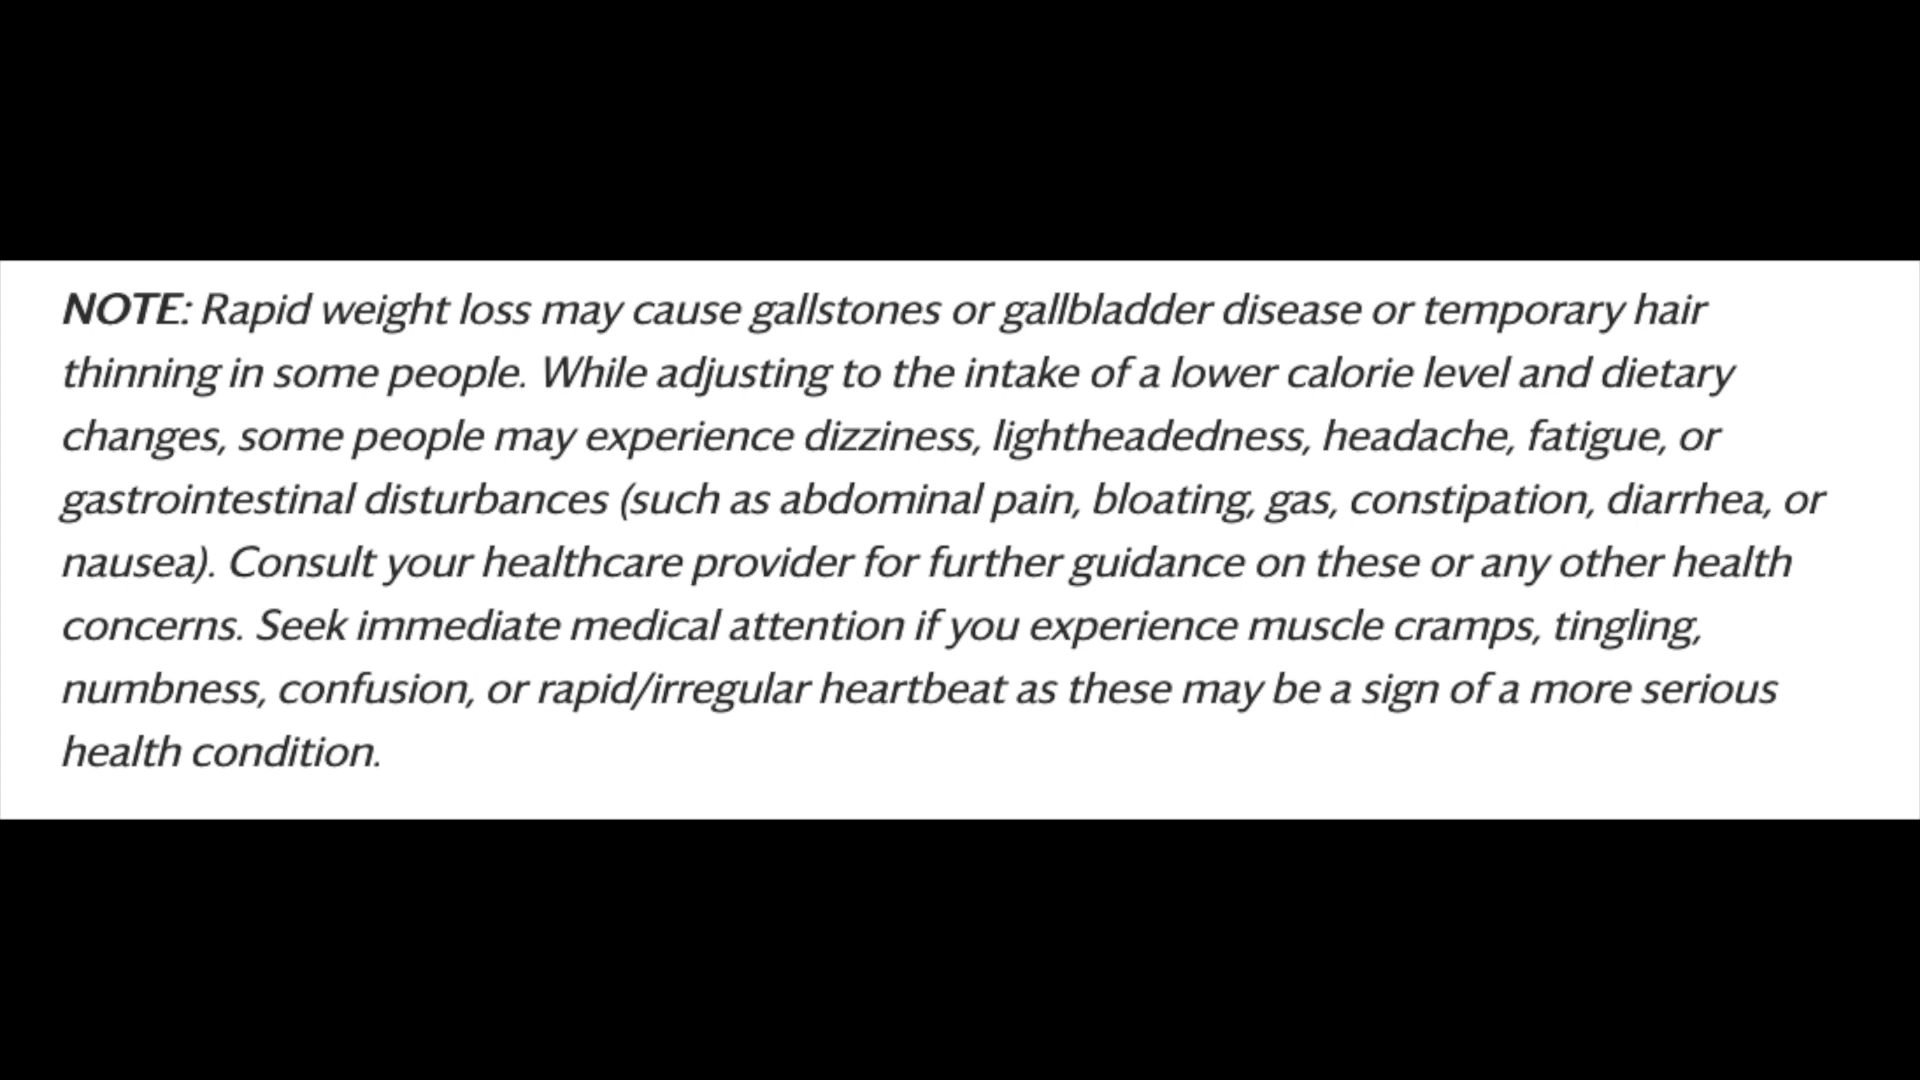 NOTE: Rapid weight loss may cause gallstones or gallbladder disease or temporary hair
thinning in some people. While adjusting to the intake of a lower calorie level and dietary
changes, some people may experience dizziness, lightheadedness, headache, fatigue, or
gastrointestinal disturbances (such as abdominal pain, bloating, gas, constipation, diarrhea, or
nausea). Consult your healthcare provider for further guidance on these or any other health
concerns. Seek immediate medical attention if you experience muscle cramps, tingling,
numbness, confusion, or rapid/irregular heartbeat as these may be a sign of a more serious
health condition.